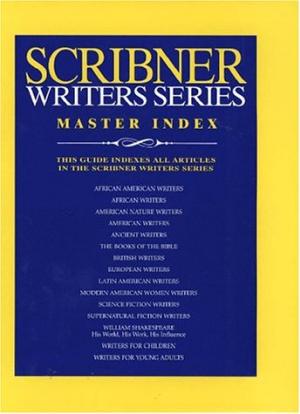 SCRIBNER
WRITERS SERIES
MASTER INDEX
THIS GUIDE INDEXES ALL ARTICLES
IN THE SCRIBNER WRITERS SERIES
AFRICAN AMERICAN WRITERS
AFRICAN WRITERS
AMERICAN NATURE WRITERS
AMERICAN WRITERS
ANCIENT WRITERS
THE BOOKS OF THE BIBLE
BRITISH WRITERS
EUROPEAN WRITERS
LATIN AMERICAN WRITERS
MODERN AMERICAN WOMEN WRITERS
SCIENCE FICTION WRITERS
SUPERNATURAL FICTION WRITERS
WILLIAM SHAKESPEARE
His World, His Work, His Influence
WRITERS FOR CHILDREN
WRITERS FOR YOUNG ADULTS